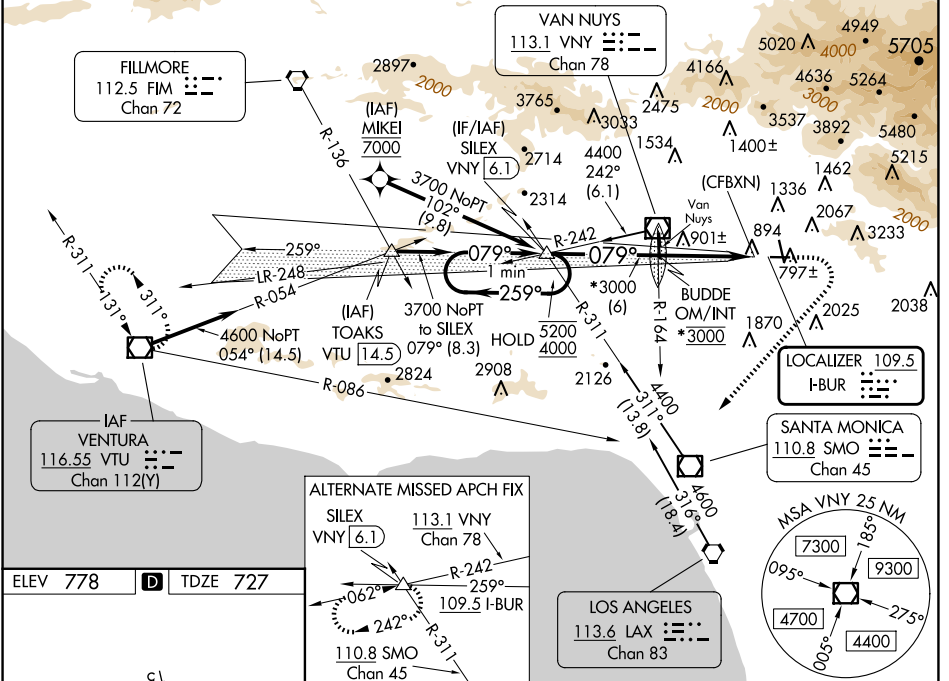 VAN NUYS
113.1 VNY
Chan 78
FILLMORE
112.5 FIM
Chan 72
2897
2000
3765
3033
2475
4166
2000
5020
4000
4949
5705
4636
5264
3000
3537
3892
5480
5215
1400±
1534
1462
(IAF)
MIKEI
7000
(IF/IAF)
SILEX
VNY 6.1
2714
2314
4400
242°
(6.1)
R-136
3700 NoPT
102°
(9.8)
R-242
Van
Nuys
901±
(CFBXN)
1336
2067
3233
2000
894
797±
2038
2025
1870
259°
LR-248
R-054
079°
1 min
259°
079°
*3000
(6)
BUDDE
OM/INT
*3000
R-164
R-311
131°
311°
4600 NoPT
054° (14.5)
(IAF)
TOAKS
VTU 14.5
3700 NoPT
to SILEX
079° (8.3)
HOLD
5200
4000
R-311
2824
2908
2126
R-086
4400
311°
(13.8)
LOCALIZER 109.5
I-BUR
IAF
VENTURA
116.55 VTU
Chan 112(Y)
SANTA MONICA
110.8 SMO
Chan 45
4600
316°
(18.4)
LOS ANGELES
113.6 LAX
Chan 83
ALTERNATE MISSED APCH FIX
SILEX
VNY 6.1
113.1 VNY
Chan 78
R-242
259°
109.5 I-BUR
062°
242°
R-311
110.8 SMO
Chan 45
MSA VNY 25 NM
7300
185°
095°
9300
4700
275°
005°
4400
ELEV 778
D
TDZE 727